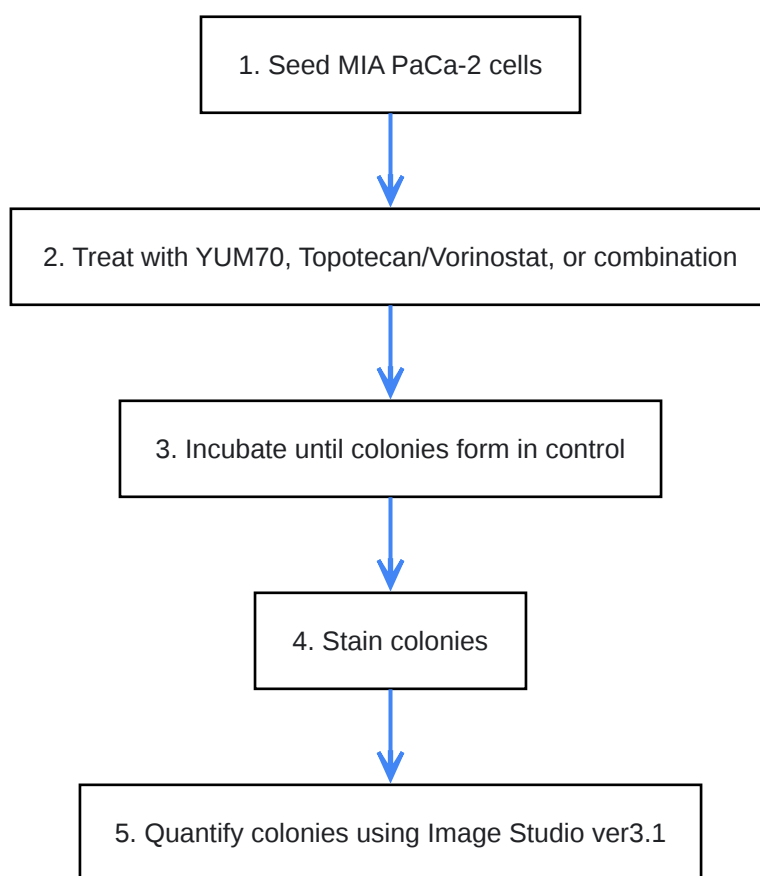 1. Seed MIA PaCa-2 cells
2. Treat with YUM70, Topotecan/Vorinostat, or combination
3. Incubate until colonies form in control
4. Stain colonies
5. Quantify colonies using Image Studio ver3.1